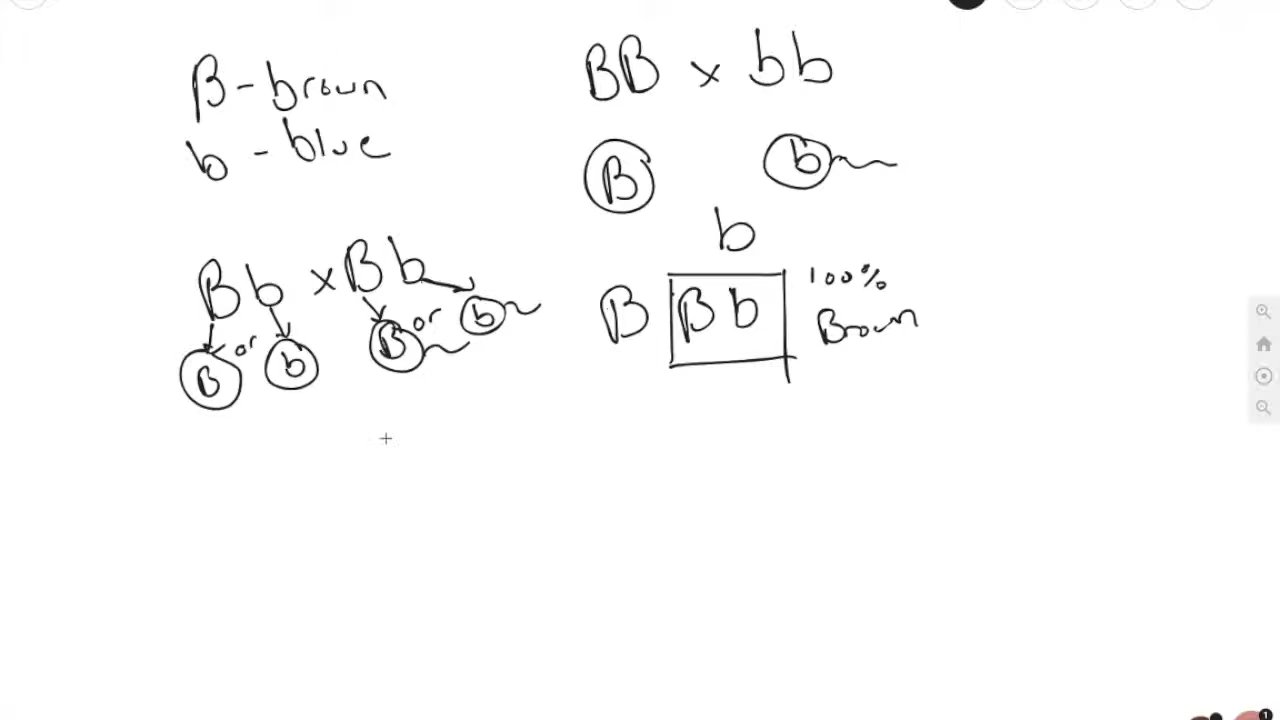 B - brown
b - blue
BB x bb
B b
b
B Bb
100%
Brown
Bb x Bb
B or b B or b